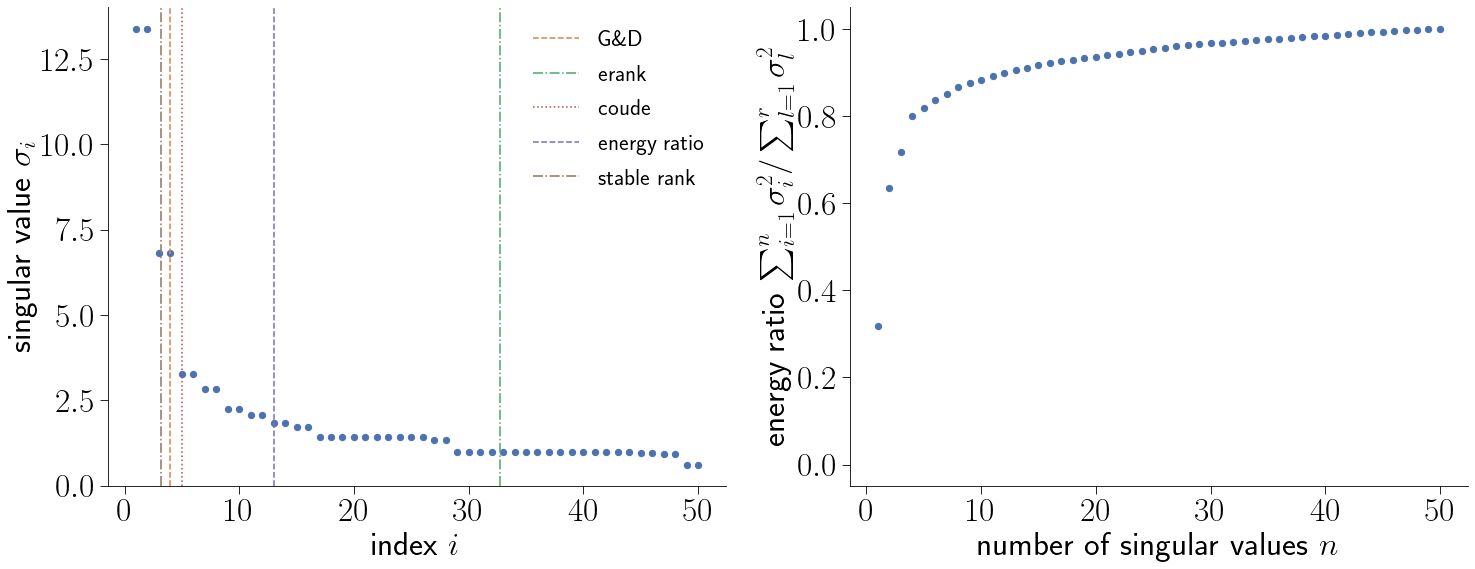 12.5
10.0
7.5
5.0
2.5
0.0
singular value σ_i
0 10 20 30 40 50
index i
G&D
erank
coude
energy ratio
stable rank
1.0
0.8
0.6
0.4
0.2
0.0
energy ratio ∑_{i=1}^{n} σ_i^2 / ∑_{l=1}^{r} σ_l^2
0 10 20 30 40 50
number of singular values n